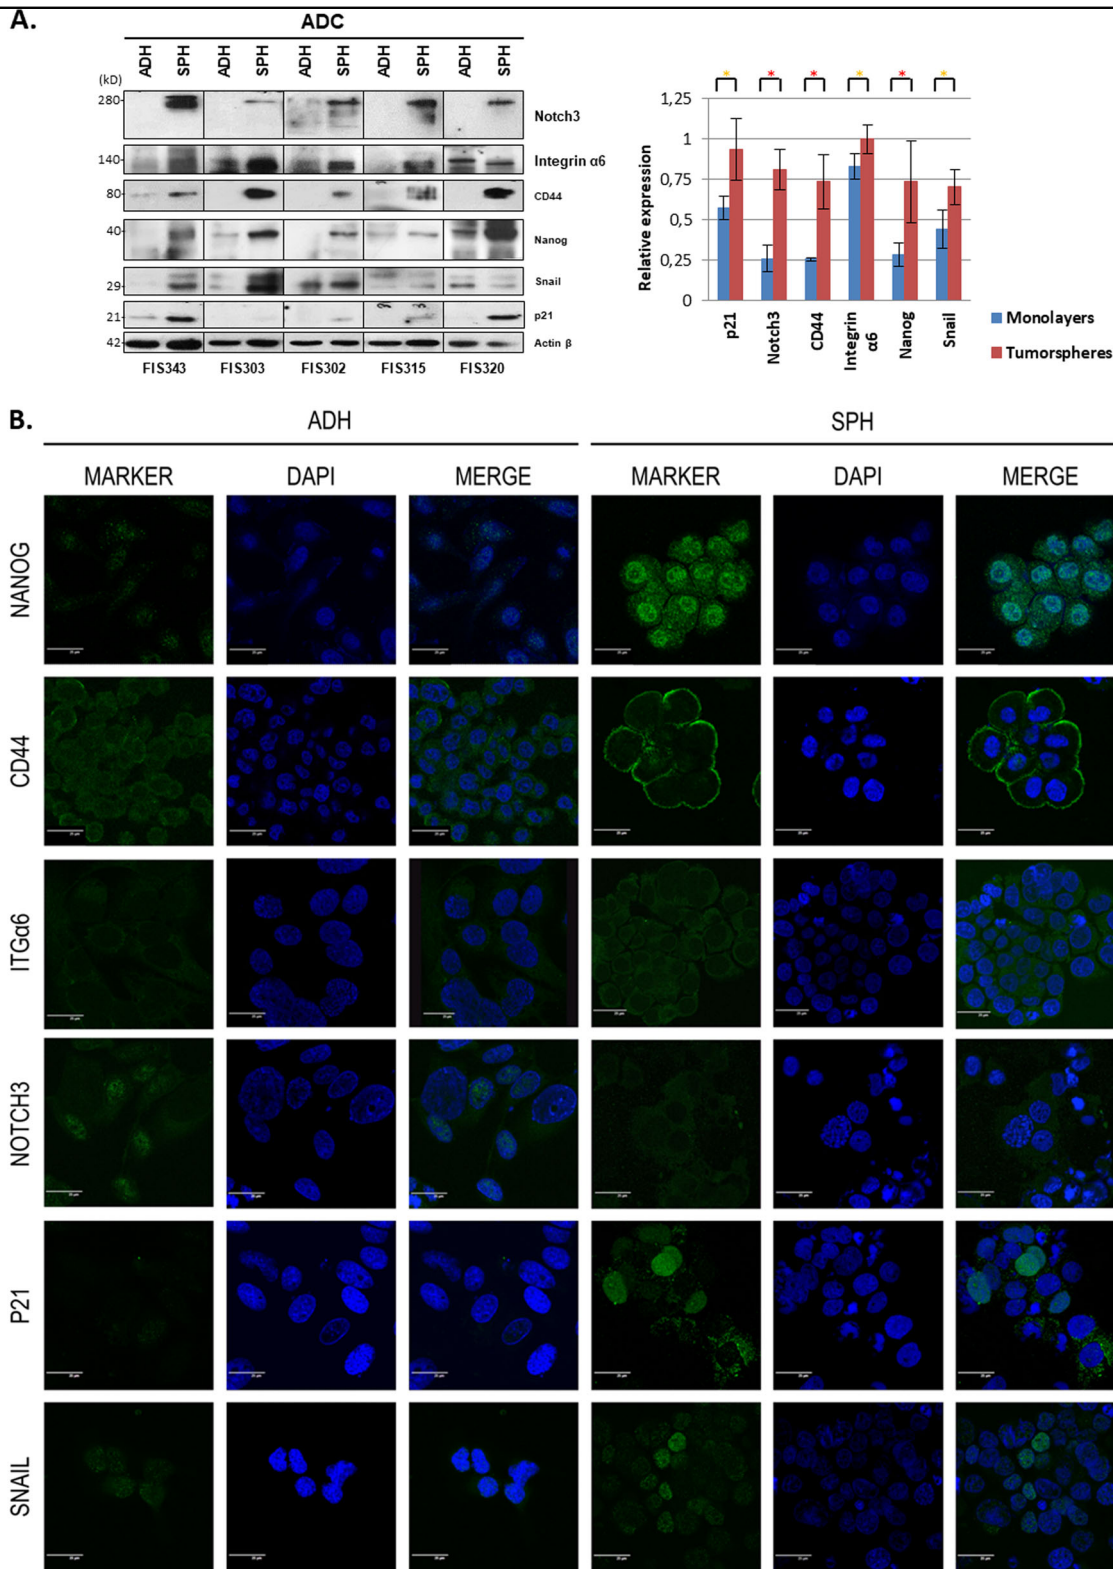 A.
ADC
ADH SPH ADH SPH ADH SPH ADH SPH ADH SPH
(kD)
280 Notch3
140 Integrin α6
80 CD44
40 Nanog
29 Snail
21 p21
42 Actin β
FIS343 FIS303 FIS302 FIS315 FIS320
* * * * * *
Relative expression
1,25
1
0,75
0,5
0,25
0
p21 Notch3 CD44 Integrin α6 Nanog Snail
Monolayers
Tumorspheres
B.
ADH SPH
MARKER DAPI MERGE MARKER DAPI MERGE
NANOG
CD44
ITGα6
NOTCH3
P21
SNAIL